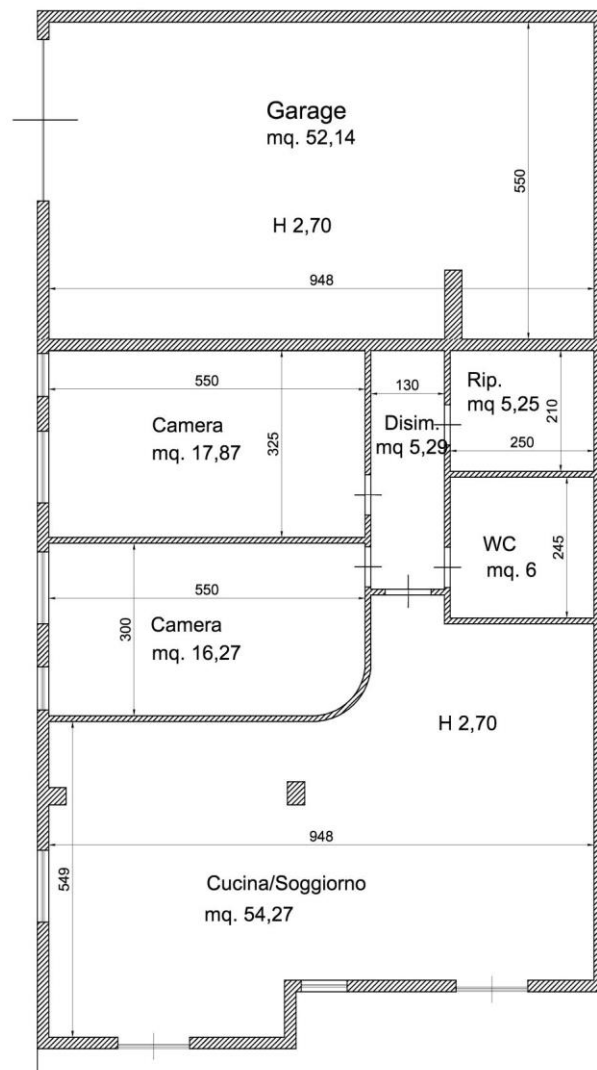 Garage
mq. 52,14
550
H 2,70
948
550
130
Rip.
mq 5,25
210
Camera
mq. 17,87
325
Disim.
mq 5,29
250
WC
mq. 6
245
550
300
Camera
mq. 16,27
H 2,70
948
549
Cucina/Soggiorno
mq. 54,27